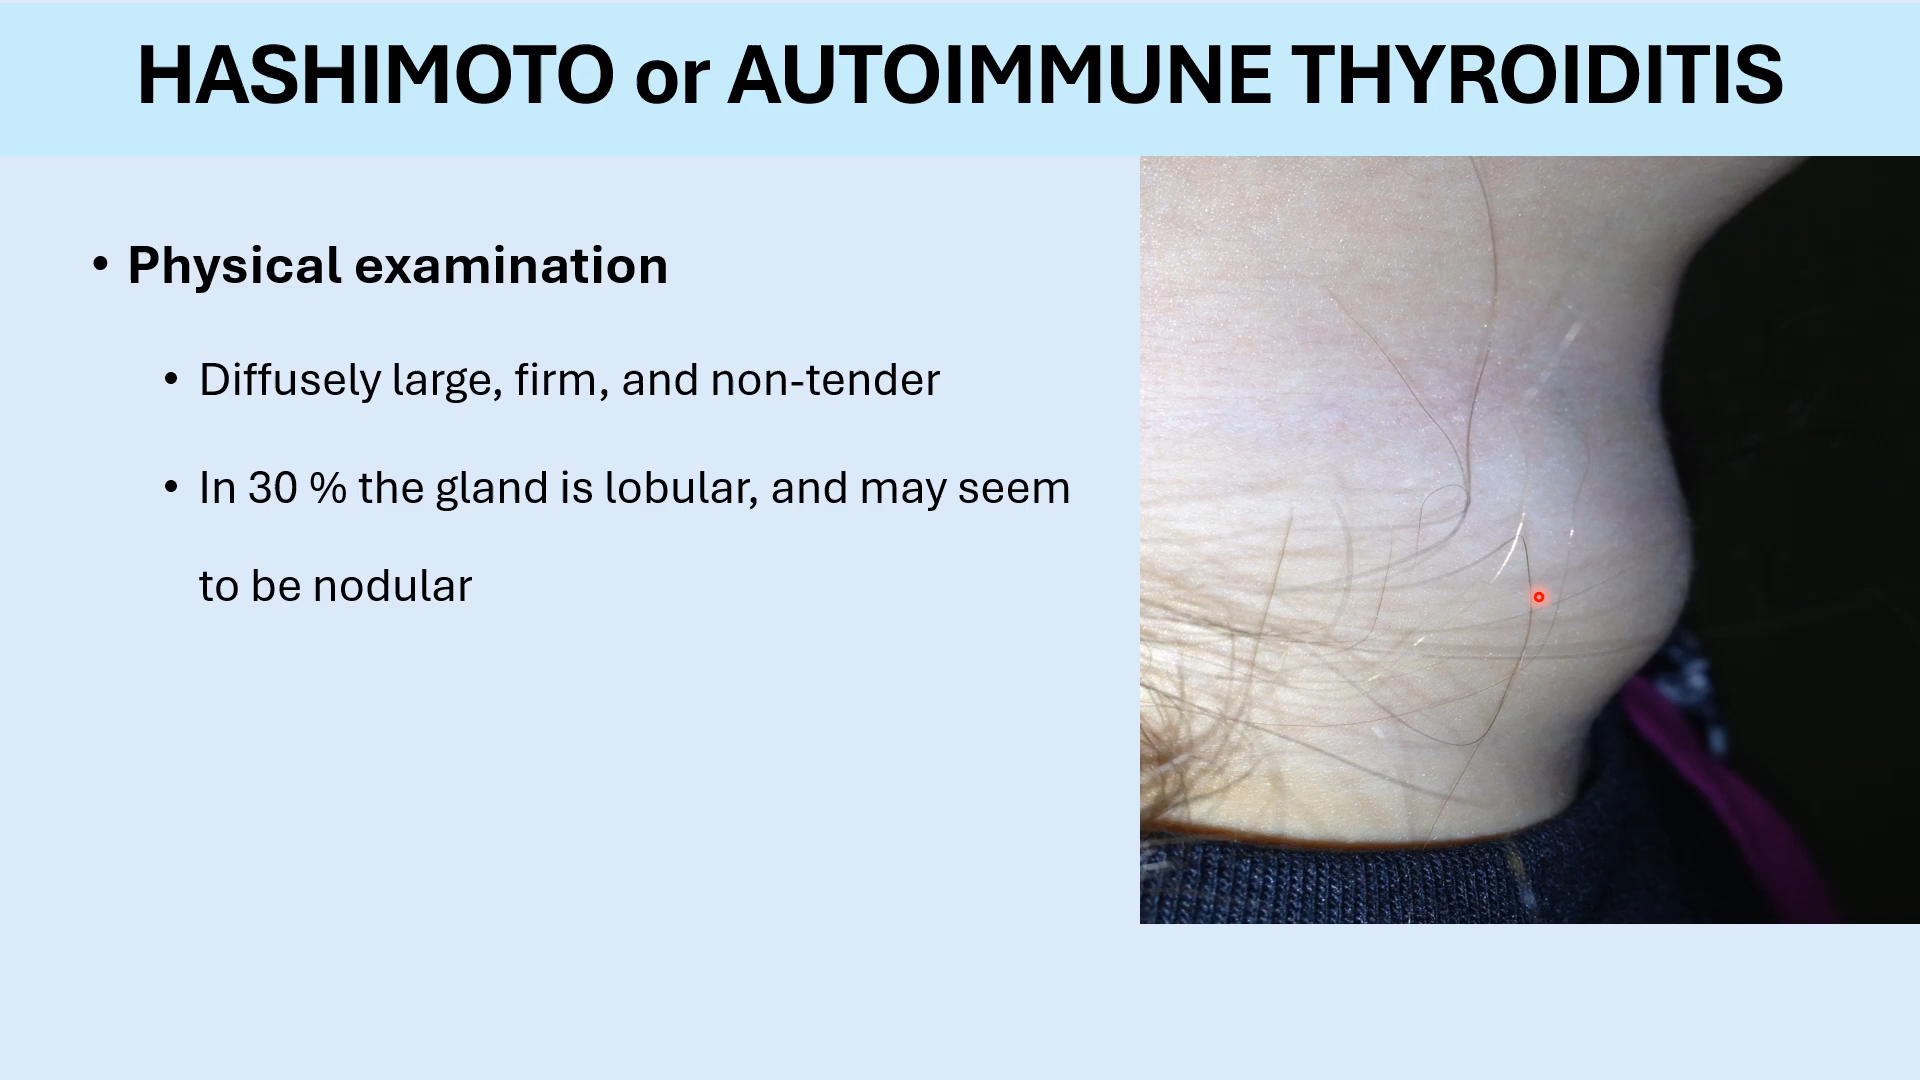 HASHIMOTO or AUTOIMMUNE THYROIDITIS
• Physical examination
• Diffusely large, firm, and non-tender
• In 30 % the gland is lobular, and may seem
to be nodular